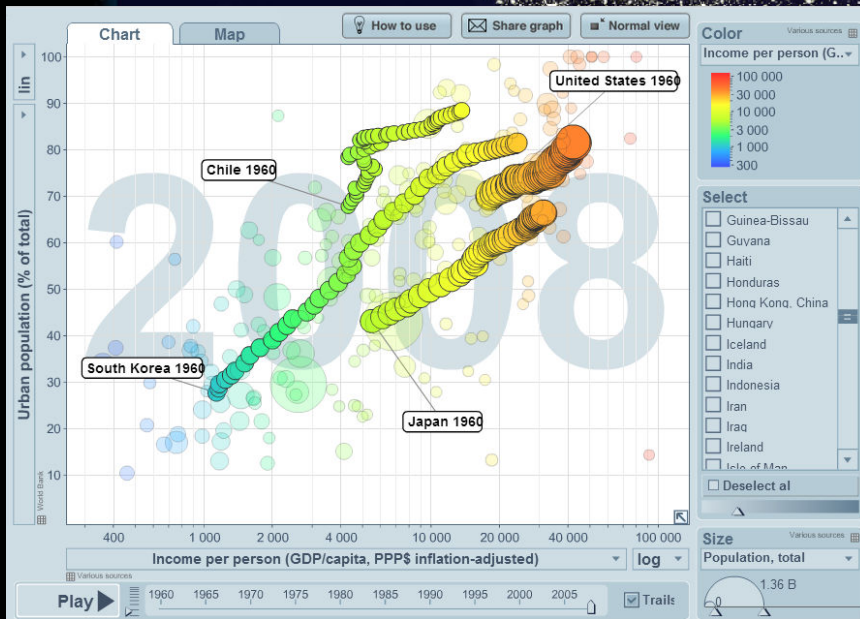 Chart
Map
How to use
Share graph
Normal view
lin
Urban population (% of total)
World Bank
100
90
80
70
60
50
40
30
20
10
2008
United States 1960
Chile 1960
South Korea 1960
Japan 1960
400
1 000
2 000
4 000
10 000
20 000
40 000
100 000
Income per person (GDP/capita, PPP$ inflation-adjusted)
log
Various sources
Play
1960
1965
1970
1975
1980
1985
1990
1995
2000
2005
Trails
Color
Various sources
Income per person (G..
100 000
30 000
10 000
3 000
1 000
300
Select
Guinea-Bissau
Guyana
Haiti
Honduras
Hong Kong, China
Hungary
Iceland
India
Indonesia
Iran
Iraq
Ireland
Isle of Man
Deselect al
Size
Various sources
Population, total
1.36 B
0